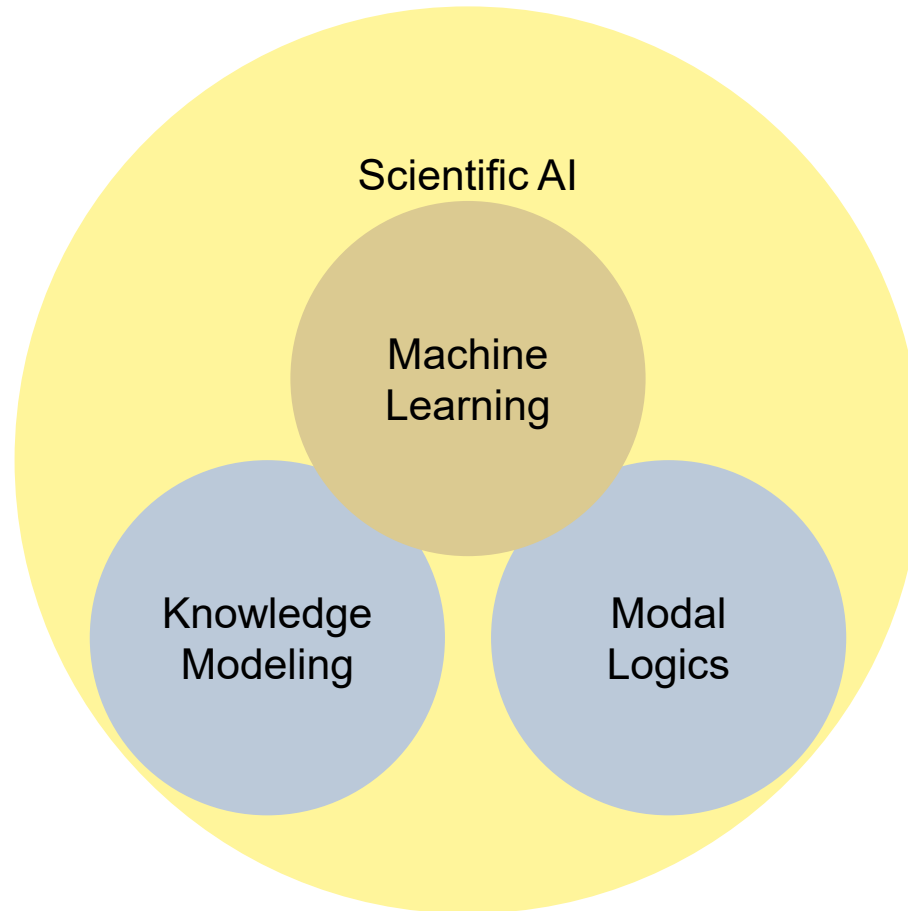 Scientific AI
Machine
Learning
Knowledge
Modeling
Modal
Logics